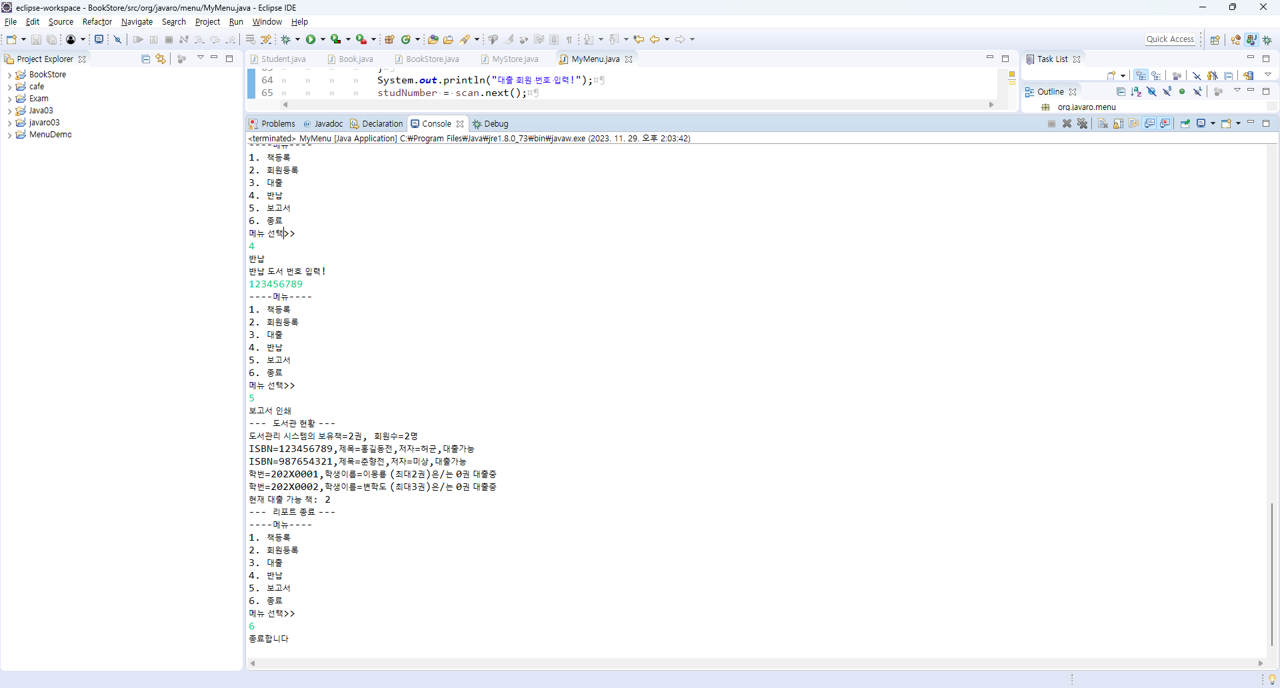 eclipse-workspace - BookStore/src/org/javaro/menu/MyMenu.java - Eclipse IDE
File Edit Source Refactor Navigate Search Project Run Window Help
Quick Access
Project Explorer
BookStore
cafe
Exam
Java03
javaro03
MenuDemo
Student.java Book.java BookStore.java MyStore.java MyMenu.java
64 System.out.println("대출 회원 번호 입력!");
65 studNumber = scan.next();
Task List
Outline
org.javaro.menu
Problems Javadoc Declaration Console Debug
<terminated> MyMenu [Java Application] C:₩Program Files₩Java₩jre1.8.0_73₩bin₩javaw.exe (2023. 11. 29. 오후 2:03:42)
----메뉴----
1. 책등록
2. 회원등록
3. 대출
4. 반납
5. 보고서
6. 종료
메뉴 선택>>
4
반납
반납 도서 번호 입력!
123456789
----메뉴----
1. 책등록
2. 회원등록
3. 대출
4. 반납
5. 보고서
6. 종료
메뉴 선택>>
5
보고서 인쇄
--- 도서관 현황 ---
도서관리 시스템의 보유책=2권, 회원수=2명
ISBN=123456789,제목=홍길동전,저자=허균,대출가능
ISBN=987654321,제목=춘향전,저자=미상,대출가능
학번=202X0001,학생이름=이몽룡 (최대2권)은/는 0권 대출중
학번=202X0002,학생이름=변학도 (최대3권)은/는 0권 대출중
현재 대출 가능 책: 2
--- 리포트 종료 ---
----메뉴----
1. 책등록
2. 회원등록
3. 대출
4. 반납
5. 보고서
6. 종료
메뉴 선택>>
6
종료합니다